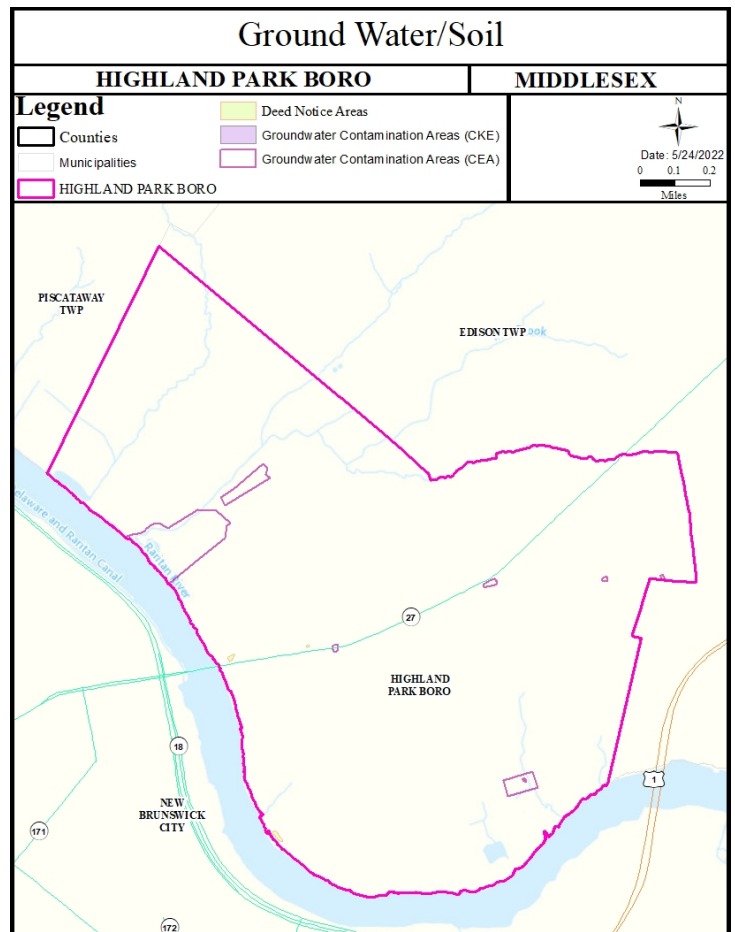 Ground Water/Soil
HIGHLAND PARK BORO
MIDDLESEX
Legend
Counties
Municipalities
HIGHLAND PARK BORO
Deed Notice Areas
Groundwater Contamination Areas (CKE)
Groundwater Contamination Areas (CEA)
N
Date: 5/24/2022
0 0.1 0.2
Miles
PISCATAWAY
TWP
EDISON TWP
ook
Delaware and Raritan Canal
Raritan River
27
HIGHLAND
PARK BORO
18
1
NEW
BRUNSWICK
CITY
171
172